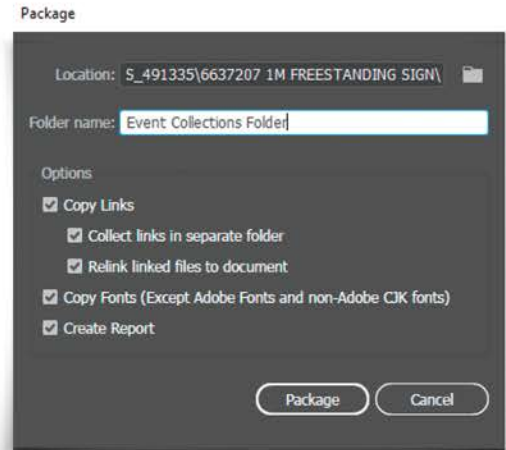 Package
Location: S_491335\6637207 1M FREESTANDING SIGN\
Folder name: Event Collections Folder
Options
Copy Links
Collect links in separate folder
Relink linked files to document
Copy Fonts (Except Adobe Fonts and non-Adobe CJK fonts)
Create Report
Package Cancel